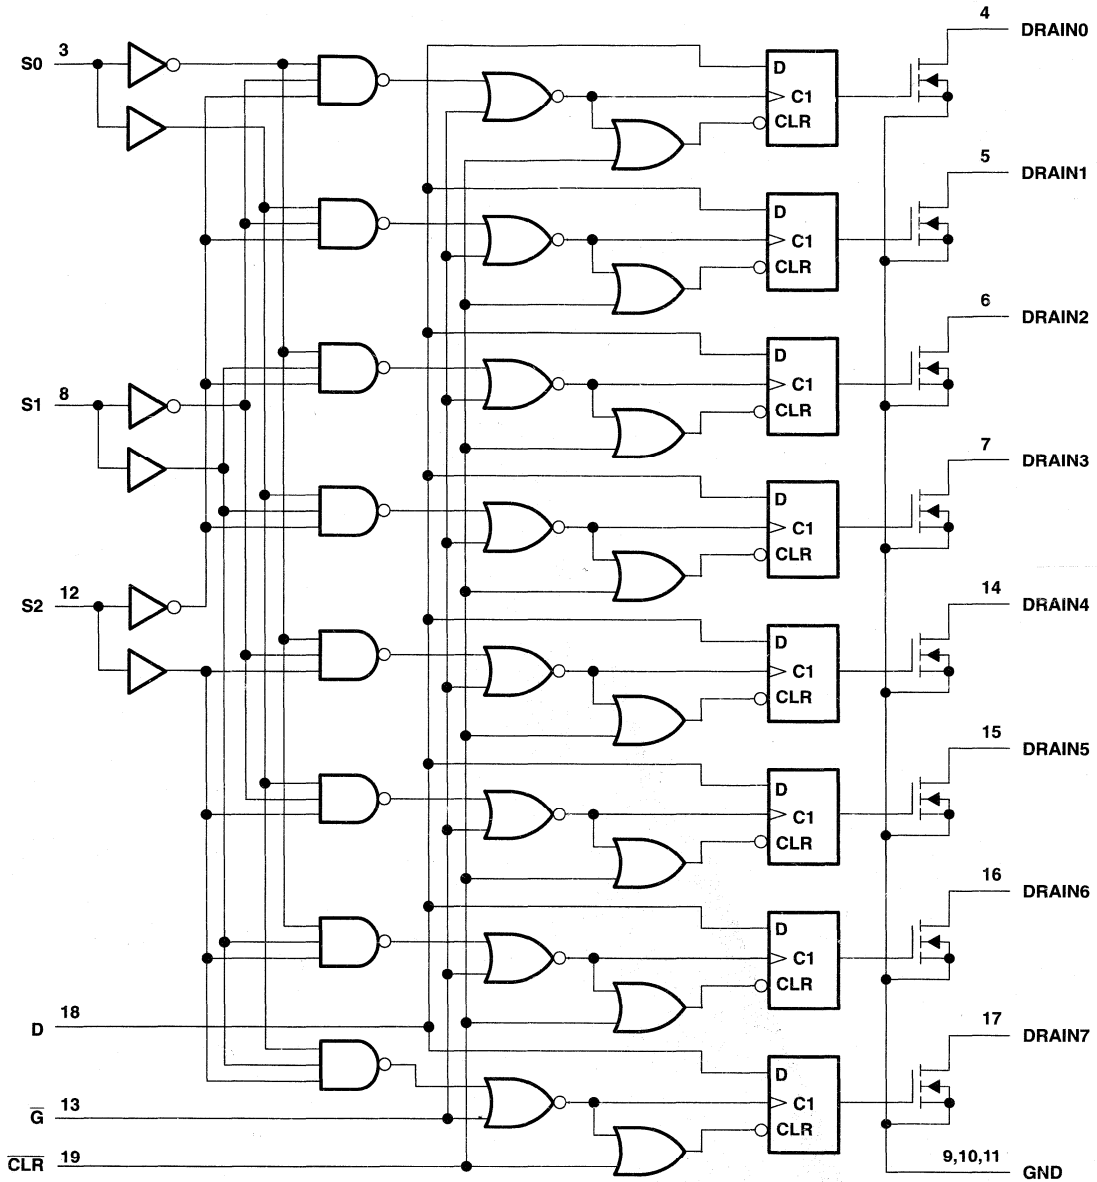 4
DRAIN0
3
S0
D
C1
CLR
5
DRAIN1
D
C1
CLR
6
DRAIN2
D
C1
CLR
8
S1
7
DRAIN3
D
C1
CLR
12
S2
14
DRAIN4
D
C1
CLR
15
DRAIN5
D
C1
CLR
16
DRAIN6
D
C1
CLR
18
D
17
DRAIN7
D
C1
CLR
13
G̅
19
C̅L̅R̅
9,10,11
GND